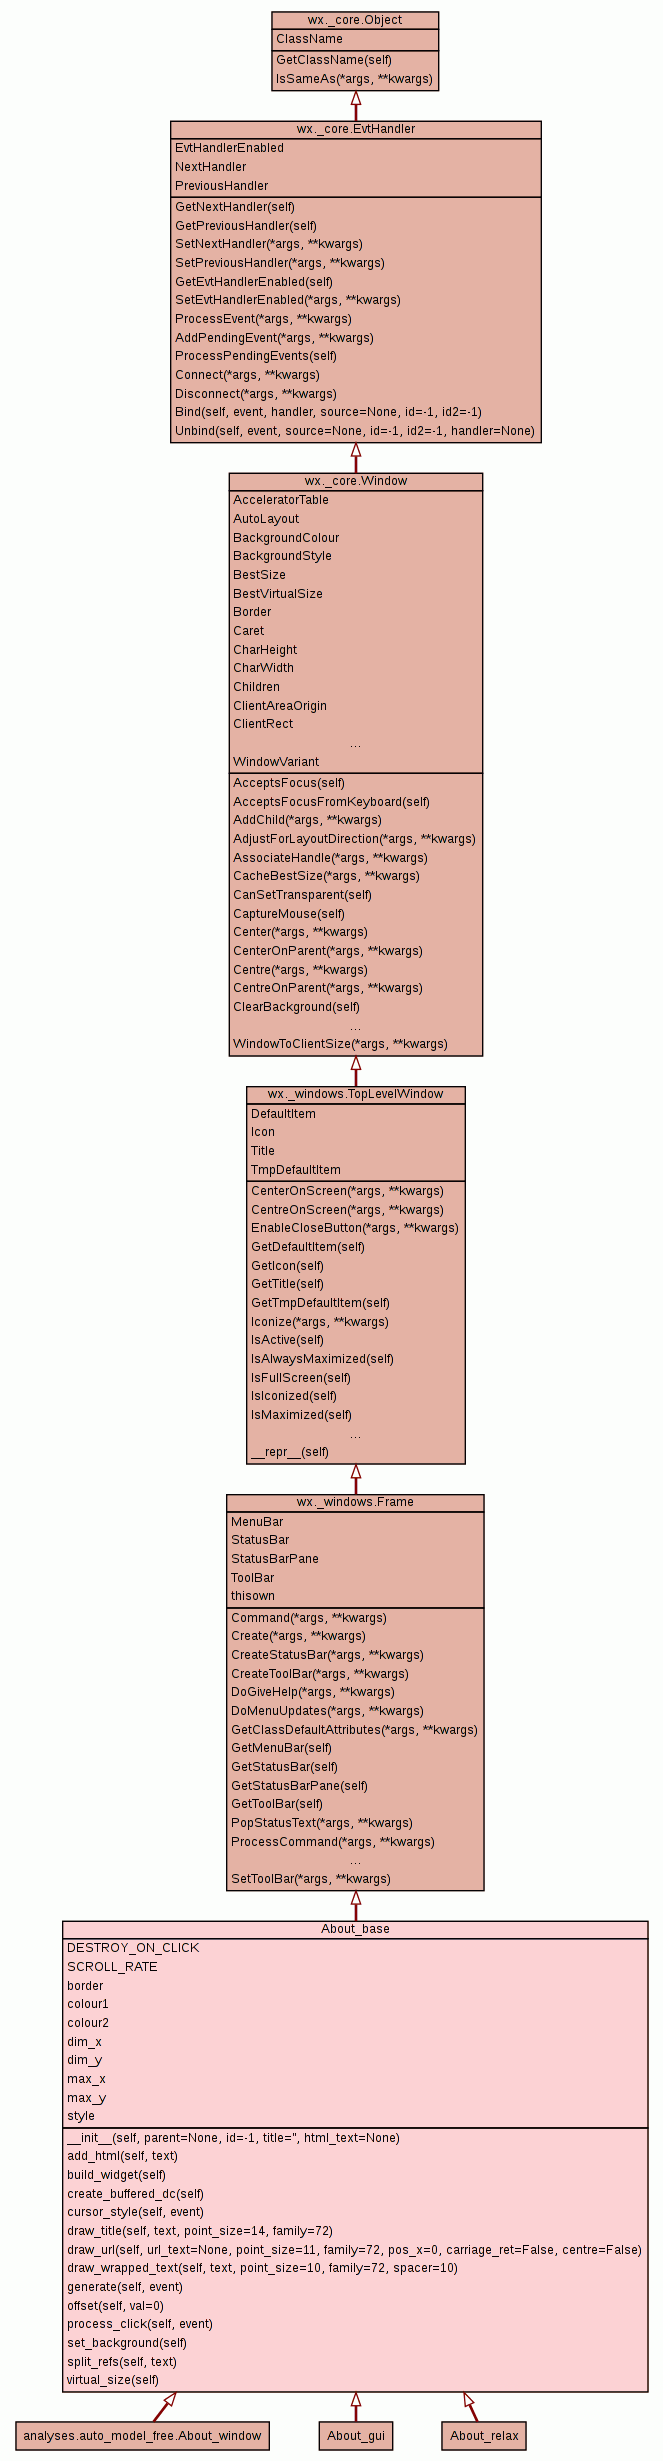 wx._core.Object
ClassName
GetClassName(self)
IsSameAs(*args, **kwargs)
wx._core.EvtHandler
EvtHandlerEnabled
NextHandler
PreviousHandler
GetNextHandler(self)
GetPreviousHandler(self)
SetNextHandler(*args, **kwargs)
SetPreviousHandler(*args, **kwargs)
GetEvtHandlerEnabled(self)
SetEvtHandlerEnabled(*args, **kwargs)
ProcessEvent(*args, **kwargs)
AddPendingEvent(*args, **kwargs)
ProcessPendingEvents(self)
Connect(*args, **kwargs)
Disconnect(*args, **kwargs)
Bind(self, event, handler, source=None, id=-1, id2=-1)
Unbind(self, event, source=None, id=-1, id2=-1, handler=None)
wx._core.Window
AcceleratorTable
AutoLayout
BackgroundColour
BackgroundStyle
BestSize
BestVirtualSize
Border
Caret
CharHeight
CharWidth
Children
ClientAreaOrigin
ClientRect
...
WindowVariant
AcceptsFocus(self)
AcceptsFocusFromKeyboard(self)
AddChild(*args, **kwargs)
AdjustForLayoutDirection(*args, **kwargs)
AssociateHandle(*args, **kwargs)
CacheBestSize(*args, **kwargs)
CanSetTransparent(self)
CaptureMouse(self)
Center(*args, **kwargs)
CenterOnParent(*args, **kwargs)
Centre(*args, **kwargs)
CentreOnParent(*args, **kwargs)
ClearBackground(self)
...
WindowToClientSize(*args, **kwargs)
wx._windows.TopLevelWindow
DefaultItem
Icon
Title
TmpDefaultItem
CenterOnScreen(*args, **kwargs)
CentreOnScreen(*args, **kwargs)
EnableCloseButton(*args, **kwargs)
GetDefaultItem(self)
GetIcon(self)
GetTitle(self)
GetTmpDefaultItem(self)
Iconize(*args, **kwargs)
IsActive(self)
IsAlwaysMaximized(self)
IsFullScreen(self)
IsIconized(self)
IsMaximized(self)
...
__repr__(self)
wx._windows.Frame
MenuBar
StatusBar
StatusBarPane
ToolBar
thisown
Command(*args, **kwargs)
Create(*args, **kwargs)
CreateStatusBar(*args, **kwargs)
CreateToolBar(*args, **kwargs)
DoGiveHelp(*args, **kwargs)
DoMenuUpdates(*args, **kwargs)
GetClassDefaultAttributes(*args, **kwargs)
GetMenuBar(self)
GetStatusBar(self)
GetStatusBarPane(self)
GetToolBar(self)
PopStatusText(*args, **kwargs)
ProcessCommand(*args, **kwargs)
...
SetToolBar(*args, **kwargs)
About_base
DESTROY_ON_CLICK
SCROLL_RATE
border
colour1
colour2
dim_x
dim_y
max_x
max_y
style
__init__(self, parent=None, id=-1, title='', html_text=None)
add_html(self, text)
build_widget(self)
create_buffered_dc(self)
cursor_style(self, event)
draw_title(self, text, point_size=14, family=72)
draw_url(self, url_text=None, point_size=11, family=72, pos_x=0, carriage_ret=False, centre=False)
draw_wrapped_text(self, text, point_size=10, family=72, spacer=10)
generate(self, event)
offset(self, val=0)
process_click(self, event)
set_background(self)
split_refs(self, text)
virtual_size(self)
analyses.auto_model_free.About_window
About_gui
About_relax